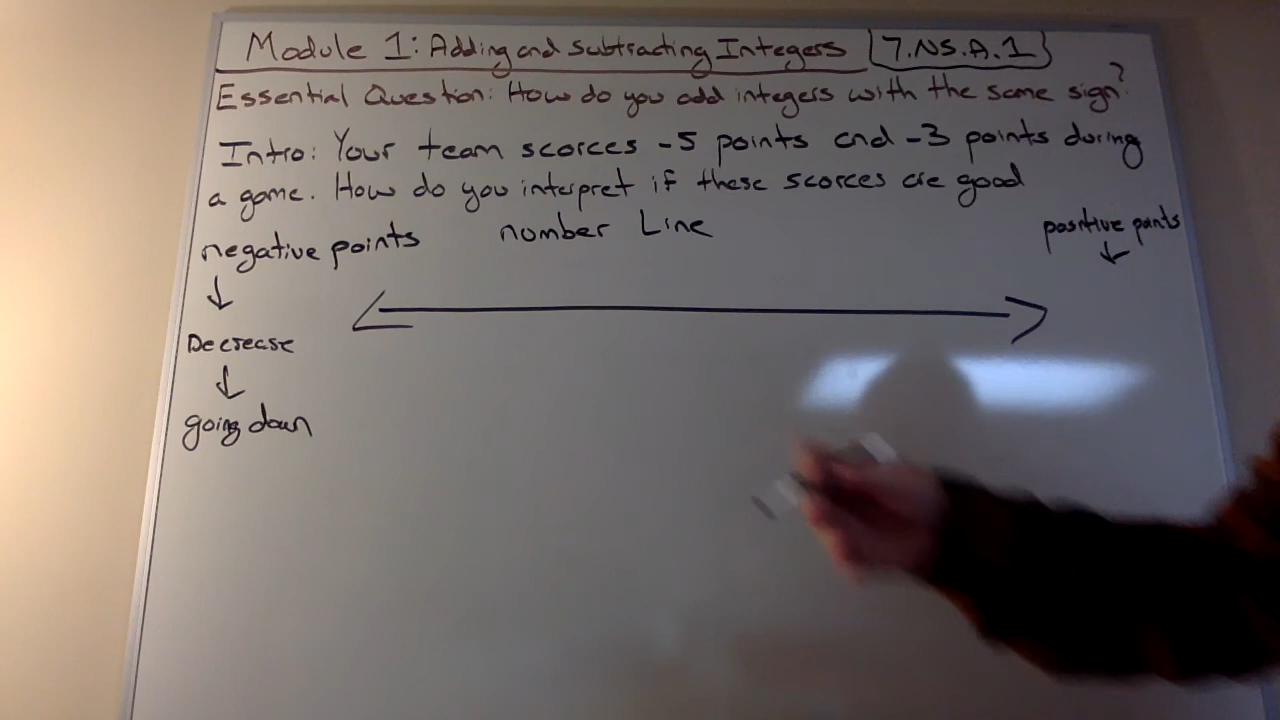 Module 1: Adding and Subtracting Integers 7.NS.A.1
Essential Question: How do you add integers with the same sign?
Intro: Your team scorces -5 points and -3 points during
a game. How do you interpret if these scorces are good
negative points number Line positive points
↓ ↓
Decrease
↓
going down